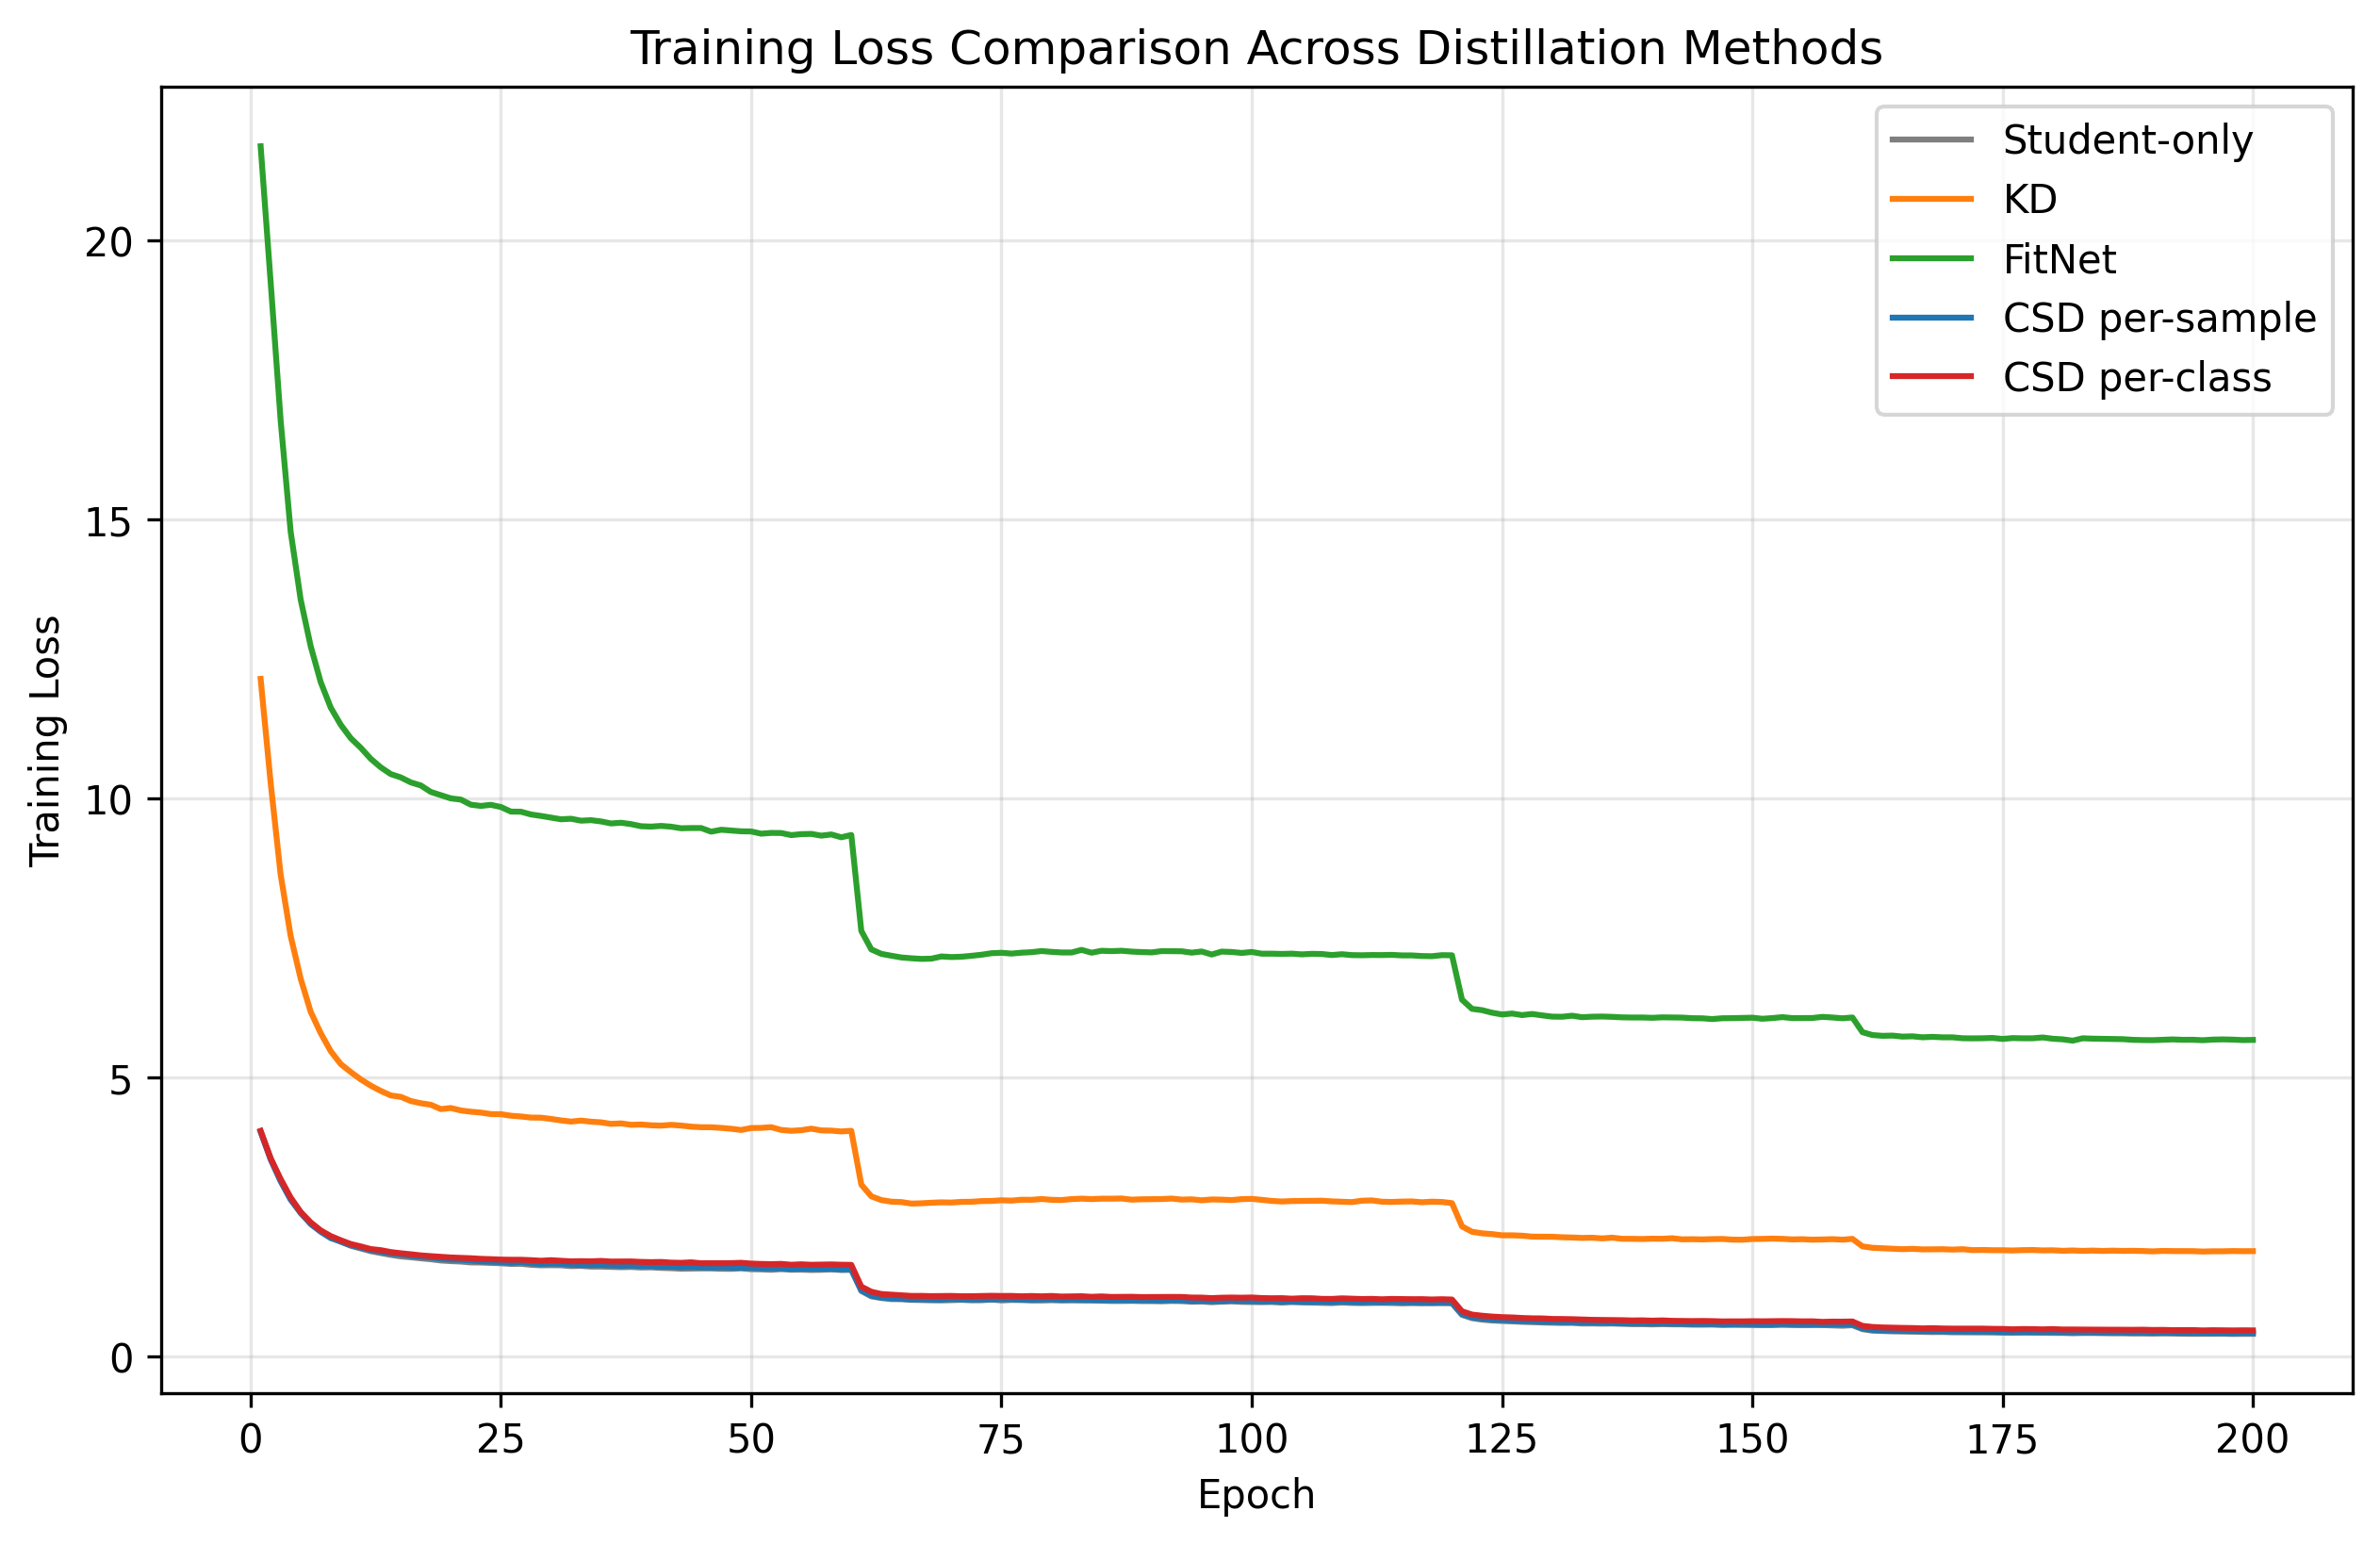 Training Loss Comparison Across Distillation Methods
Student-only
KD
FitNet
CSD per-sample
CSD per-class
Training Loss
20
15
10
5
0
0 25 50 75 100 125 150 175 200
Epoch